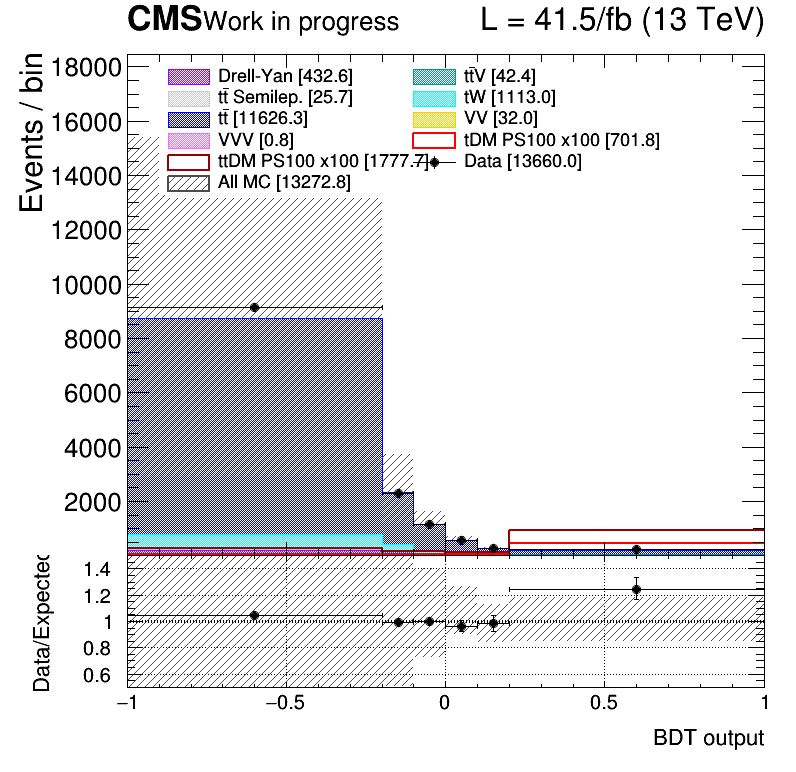 CMS Work in progress L = 41.5/fb (13 TeV)
Events / bin
18000
16000
14000
12000
10000
8000
6000
4000
2000
Drell-Yan [432.6] tt̄V [42.4]
tt̄ Semilep. [25.7] tW [1113.0]
tt̄ [11626.3] VV [32.0]
VVV [0.8] tDM PS100 x100 [701.8]
ttDM PS100 x100 [1777.7] Data [13660.0]
All MC [13272.8]
Data/Expected
1.4
1.2
1
0.8
0.6
−1 −0.5 0 0.5 1
BDT output